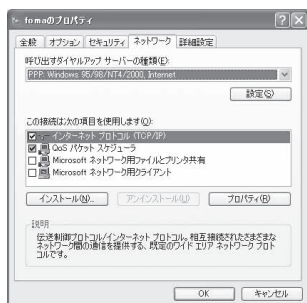 fomaのプロパティ
全般 オプション セキュリティ ネットワーク 詳細設定
呼び出すダイヤルアップ サーバーの種類(E):
PPP: Windows 95/98/NT4/2000, Internet
設定(S)
この接続は次の項目を使用します(O):
インターネット プロトコル (TCP/IP)
QoS パケット スケジューラ
Microsoft ネットワーク用ファイルとプリンタ共有
Microsoft ネットワーク用クライアント
インストール(N)... アンインストール(U) プロパティ(R)
説明
伝送制御プロトコル/インターネット プロトコル。相互接続されたさまざまな
ネットワーク間の通信を提供する、既定のワイド エリア ネットワーク プロト
コルです。
OK キャンセル